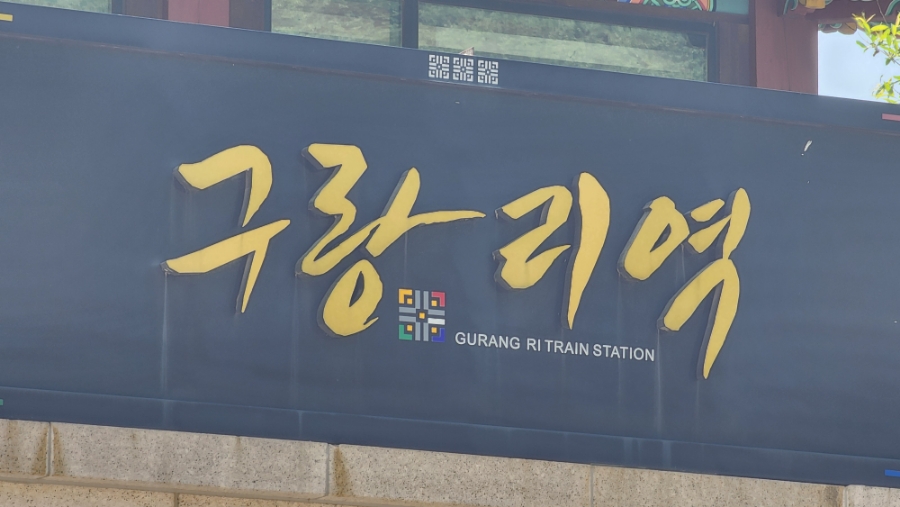 구랑리역
GURANG RI TRAIN STATION